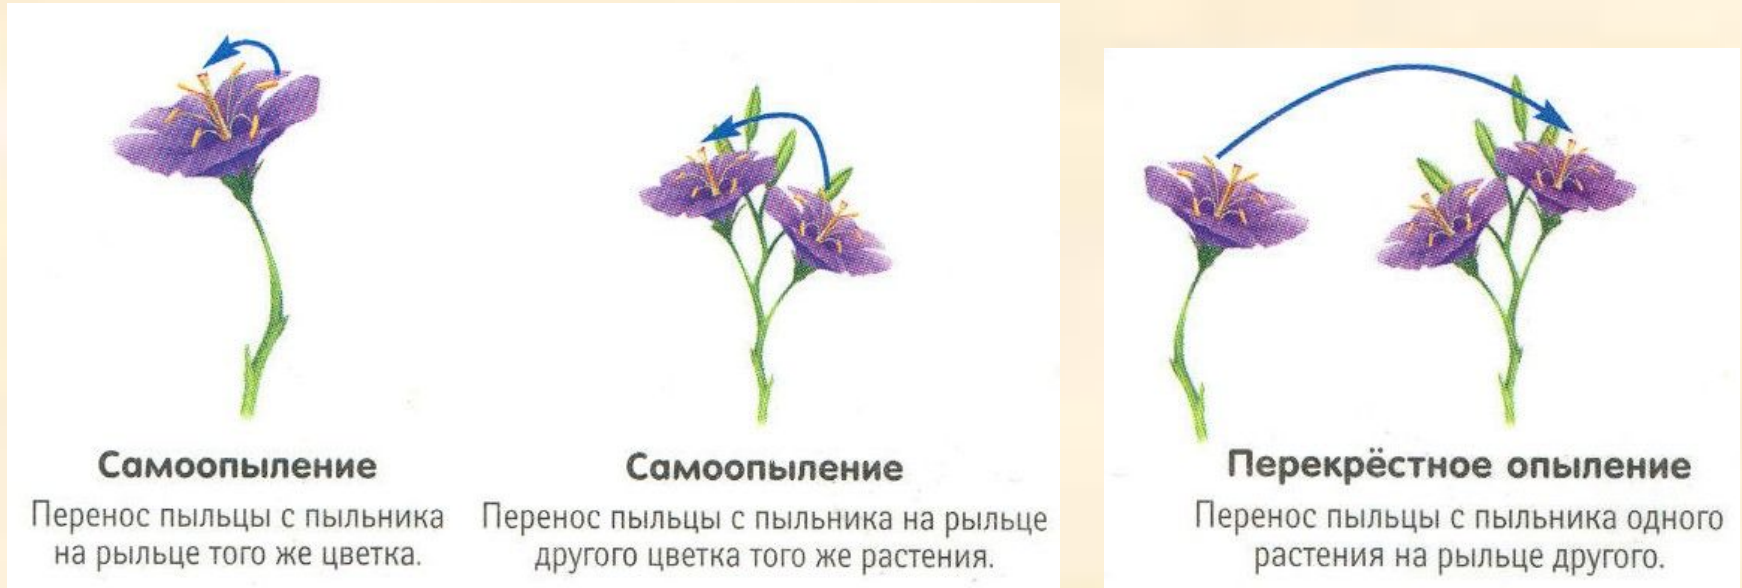 Самоопыление
Перенос пыльцы с пыльника
на рыльце того же цветка.
Самоопыление
Перенос пыльцы с пыльника на рыльце
другого цветка того же растения.
Перекрёстное опыление
Перенос пыльцы с пыльника одного
растения на рыльце другого.